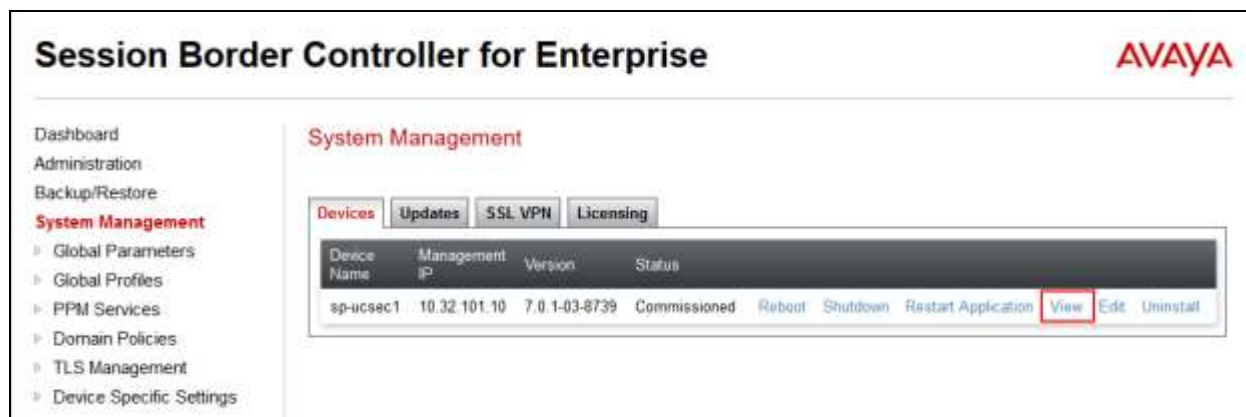 Session Border Controller for Enterprise
AVAYA
Dashboard
Administration
Backup/Restore
System Management
Global Parameters
Global Profiles
PPM Services
Domain Policies
TLS Management
Device Specific Settings
System Management
Devices Updates SSL VPN Licensing
Device Name Management IP Version Status
sp-ucsec1 10.32.101.10 7.0.1-03-8739 Commissioned Reboot Shutdown Restart Application View Edit Uninstall